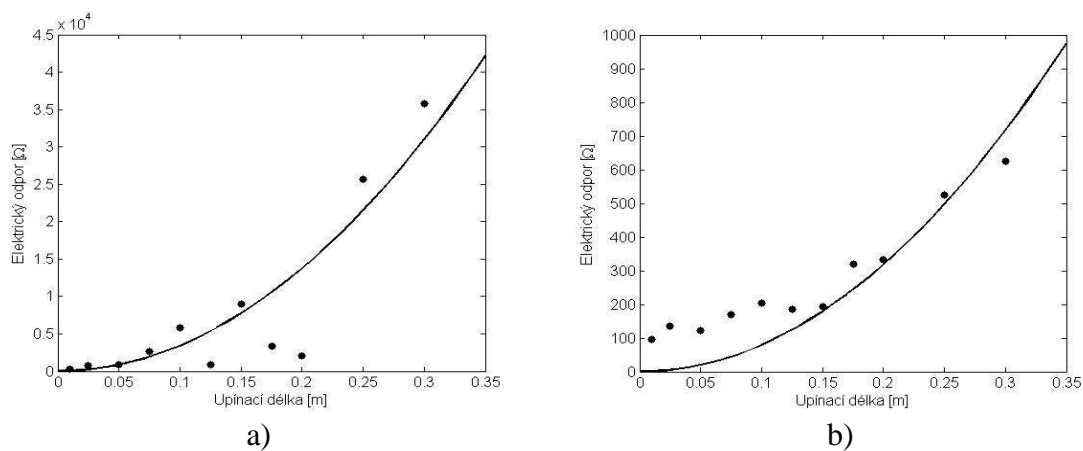 x 10⁴
4.5
4
3.5
3
2.5
2
1.5
1
0.5
0
Elektrický odpor [Ω]
0 0.05 0.1 0.15 0.2 0.25 0.3 0.35
Upínací délka [m]
a)
1000
900
800
700
600
500
400
300
200
100
0
Elektrický odpor [Ω]
0 0.05 0.1 0.15 0.2 0.25 0.3 0.35
Upínací délka [m]
b)